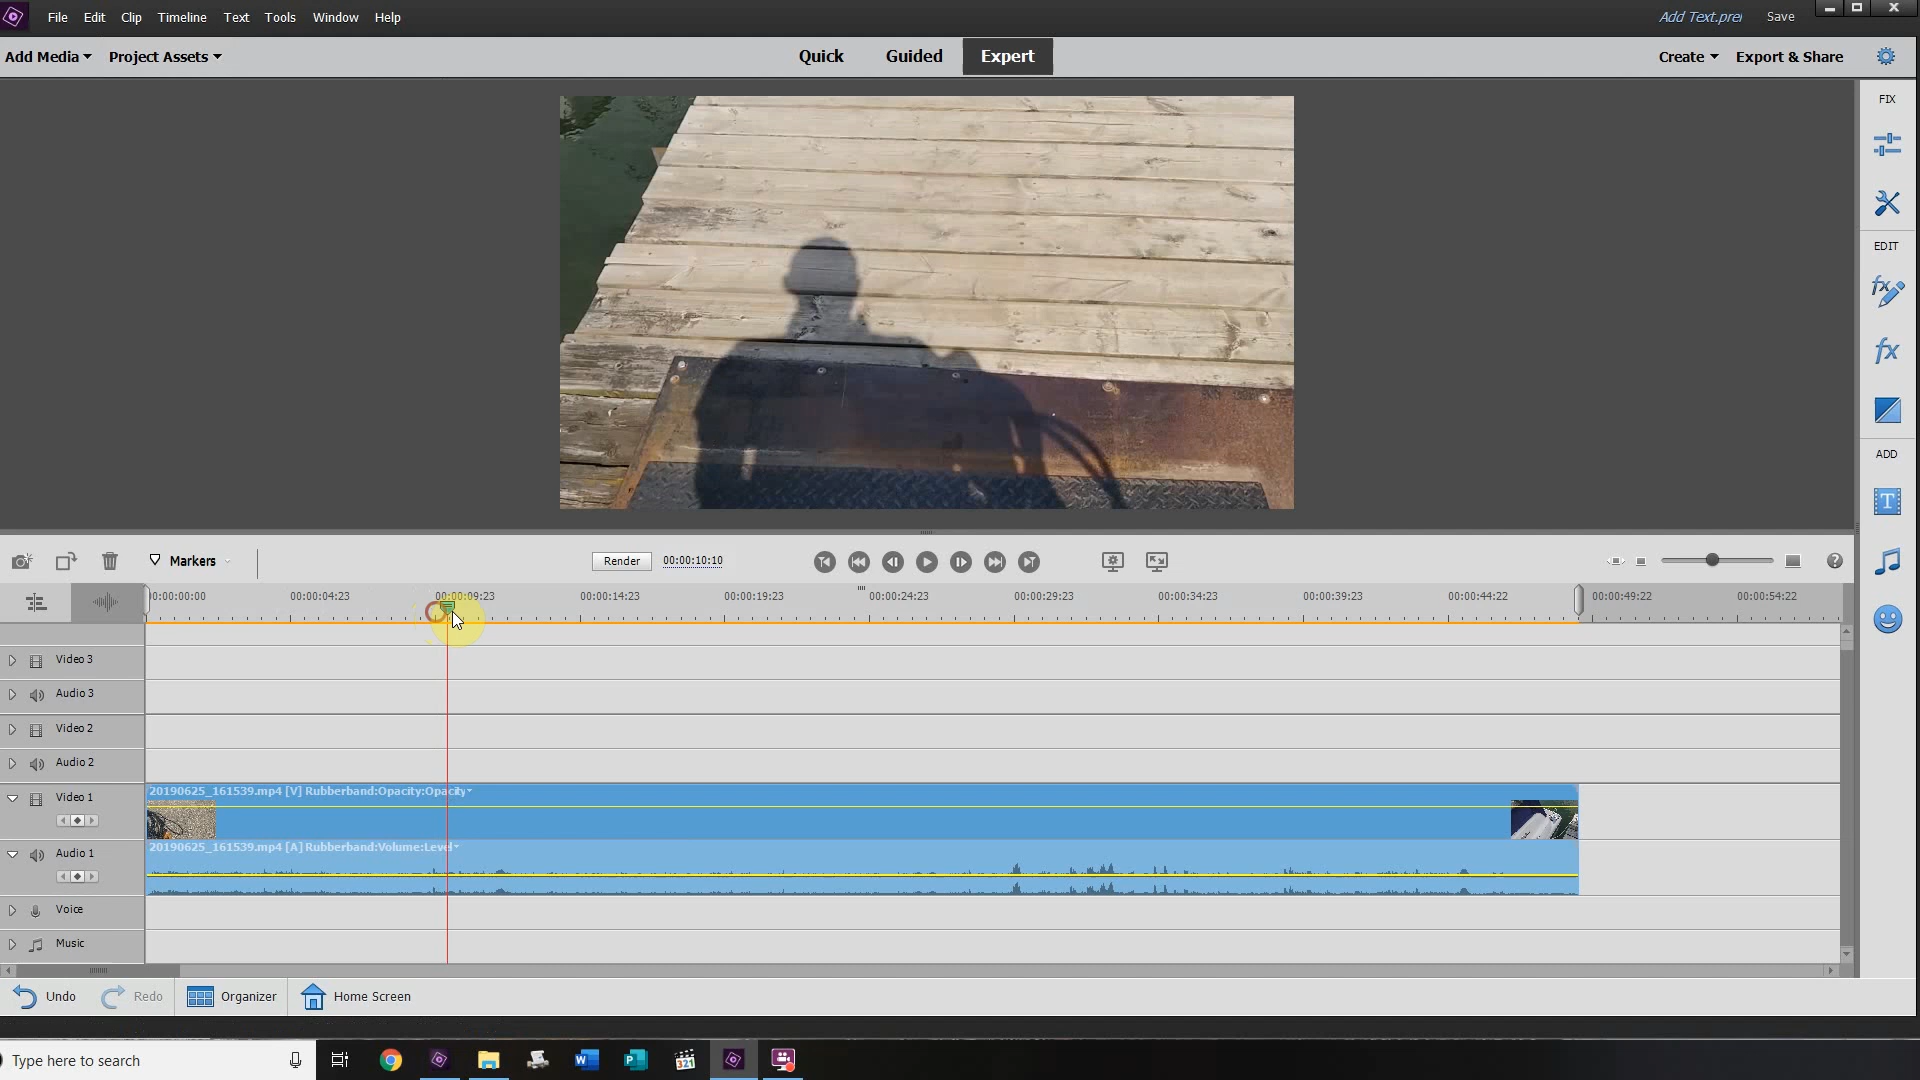 File Edit Clip Timeline Text Tools Window Help
Add Text.prel Save
Add Media Project Assets
Quick Guided Expert
Create Export & Share
FIX
EDIT
fx
fx
ADD
T
Markers
Render 00:00:10:10
?
00:00:00:00 00:00:04:23 00:00:09:23 00:00:14:23 00:00:19:23 00:00:24:23 00:00:29:23 00:00:34:23 00:00:39:23 00:00:44:22 00:00:49:22 00:00:54:22
Video 3
Audio 3
Video 2
Audio 2
Video 1
20190625_161539.mp4 [V] Rubberband:Opacity:Opacity
Audio 1
20190625_161539.mp4 [A] Rubberband:Volume:Level
Voice
Music
Undo Redo Organizer Home Screen
Type here to search
W
P
321